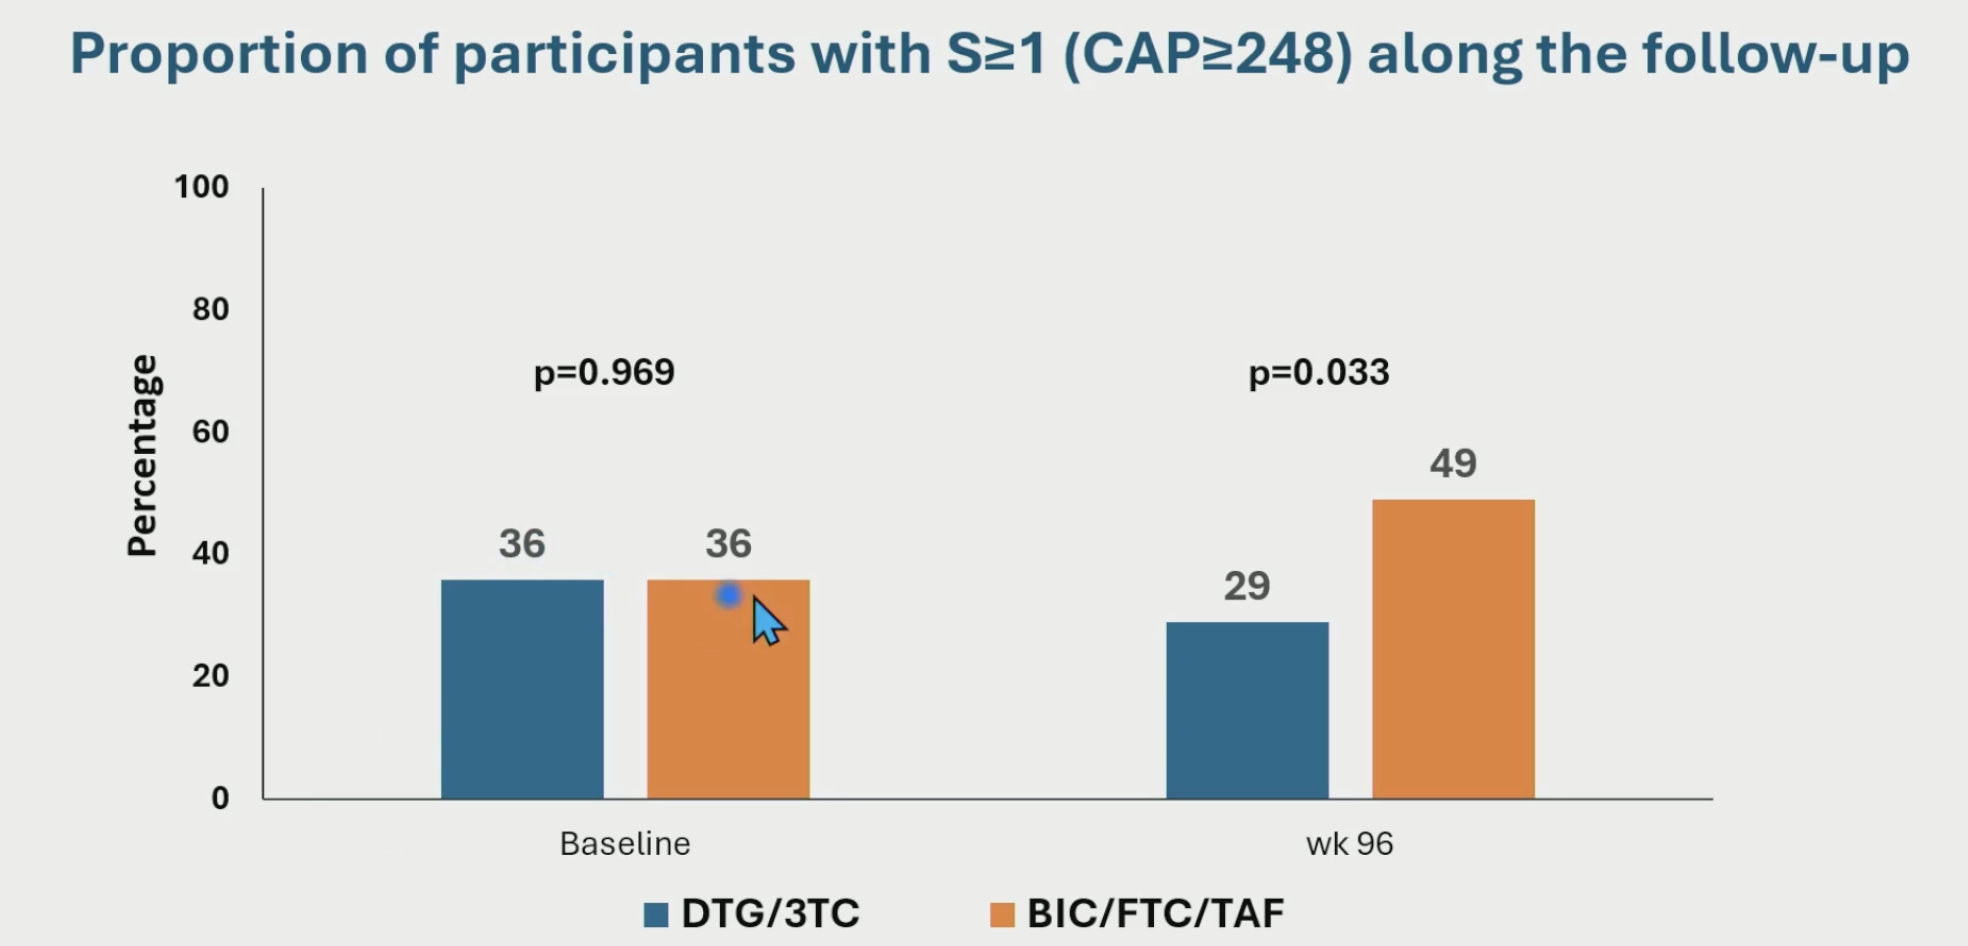 Proportion of participants with S≥1 (CAP≥248) along the follow-up
Percentage
100
80
60
40
20
0
p=0.969
p=0.033
36
36
29
49
Baseline
wk 96
DTG/3TC
BIC/FTC/TAF